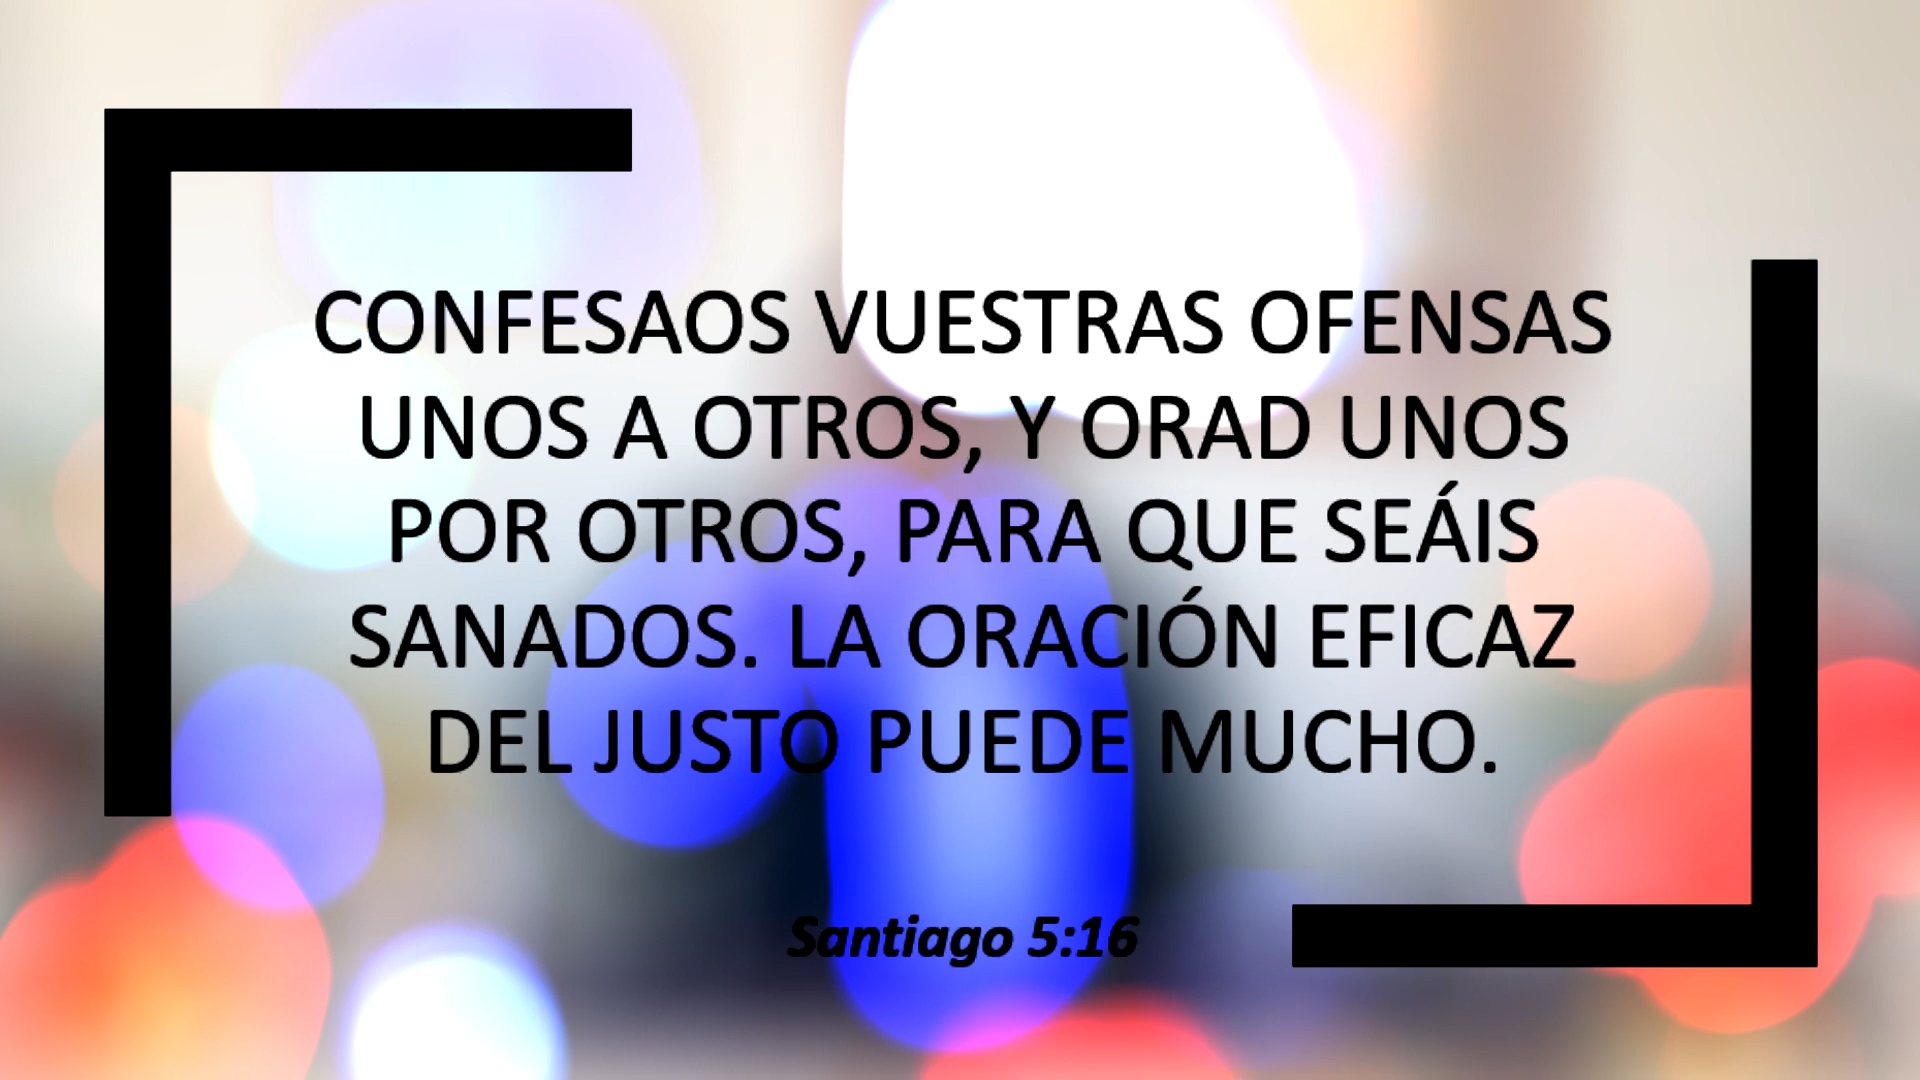 CONFESAOS VUESTRAS OFENSAS
UNOS A OTROS, Y ORAD UNOS
POR OTROS, PARA QUE SEÁIS
SANADOS. LA ORACIÓN EFICAZ
DEL JUSTO PUEDE MUCHO.
Santiago 5:16